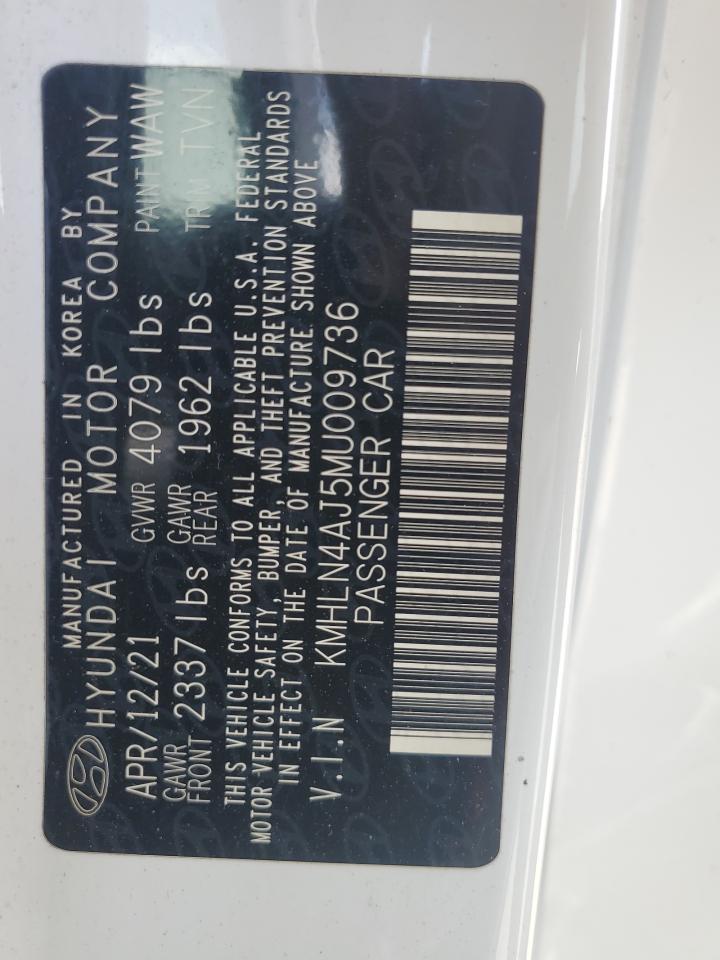 MANUFACTURED IN KOREA BY
HYUNDAI MOTOR COMPANY
APR/12/21 GVWR 4079 lbs PAINT WAW
GAWR FRONT 2337 lbs GAWR REAR 1962 lbs TRIM TVN
THIS VEHICLE CONFORMS TO ALL APPLICABLE U.S.A. FEDERAL
MOTOR VEHICLE SAFETY, BUMPER, AND THEFT PREVENTION STANDARDS
IN EFFECT ON THE DATE OF MANUFACTURE SHOWN ABOVE
V.I.N KMHLN4AJ5MU009736
PASSENGER CAR